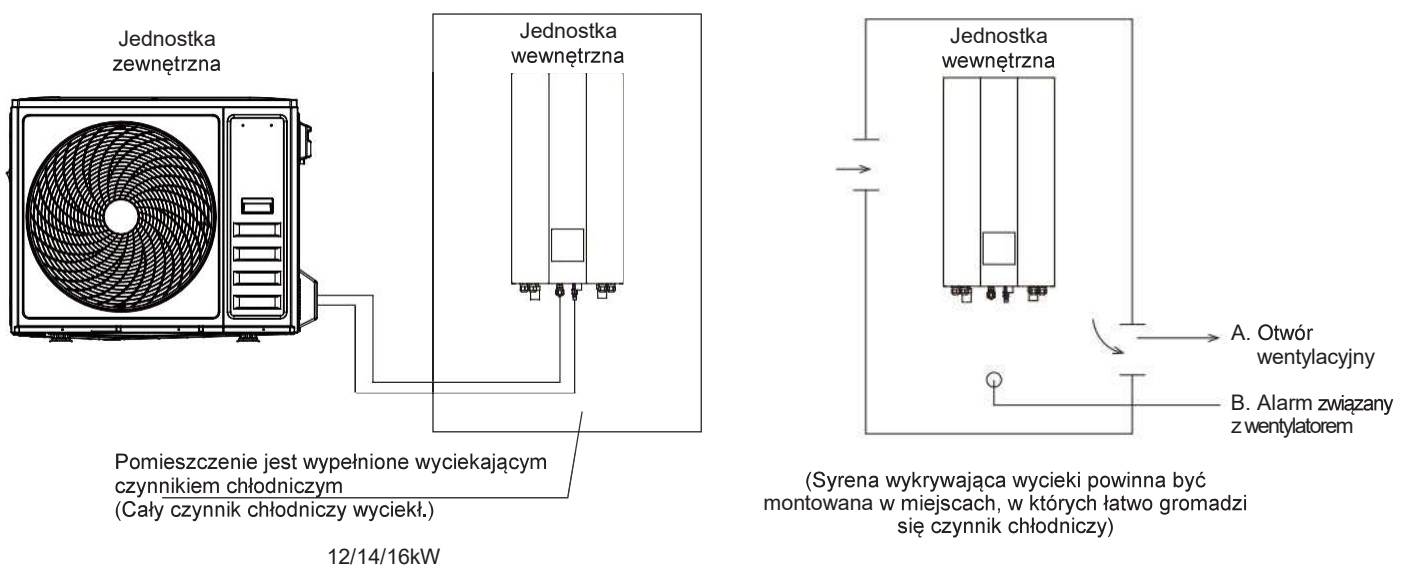 Jednostka
zewnętrzna
Jednostka
wewnętrzna
Pomieszczenie jest wypełnione wyciekającym
czynnikiem chłodniczym
(Cały czynnik chłodniczy wyciekł.)
12/14/16kW
Jednostka
wewnętrzna
A. Otwór
wentylacyjny
B. Alarm związany
z wentylatorem
(Syrena wykrywająca wycieki powinna być
montowana w miejscach, w których łatwo gromadzi
się czynnik chłodniczy)